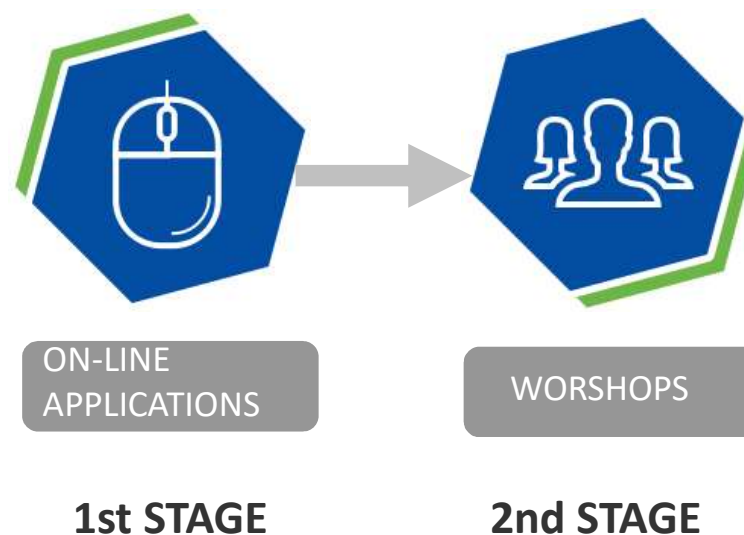 ON-LINE
APPLICATIONS
WORSHOPS
1st STAGE
2nd STAGE